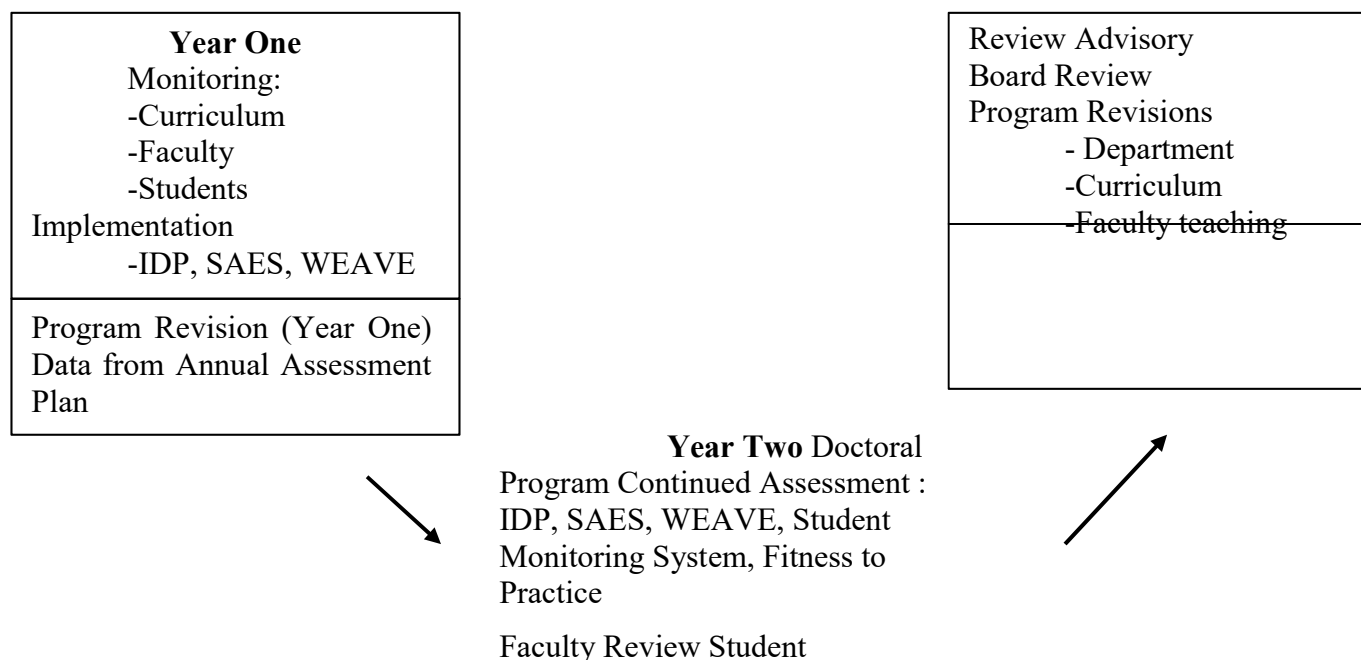 Year One
Monitoring:
-Curriculum
-Faculty
-Students
Implementation
-IDP, SAES, WEAVE
Program Revision (Year One)
Data from Annual Assessment
Plan
Year Two Doctoral
Program Continued Assessment :
IDP, SAES, WEAVE, Student
Monitoring System, Fitness to
Practice
Faculty Review Student
Review Advisory
Board Review
Program Revisions
- Department
-Curriculum
-Faculty teaching